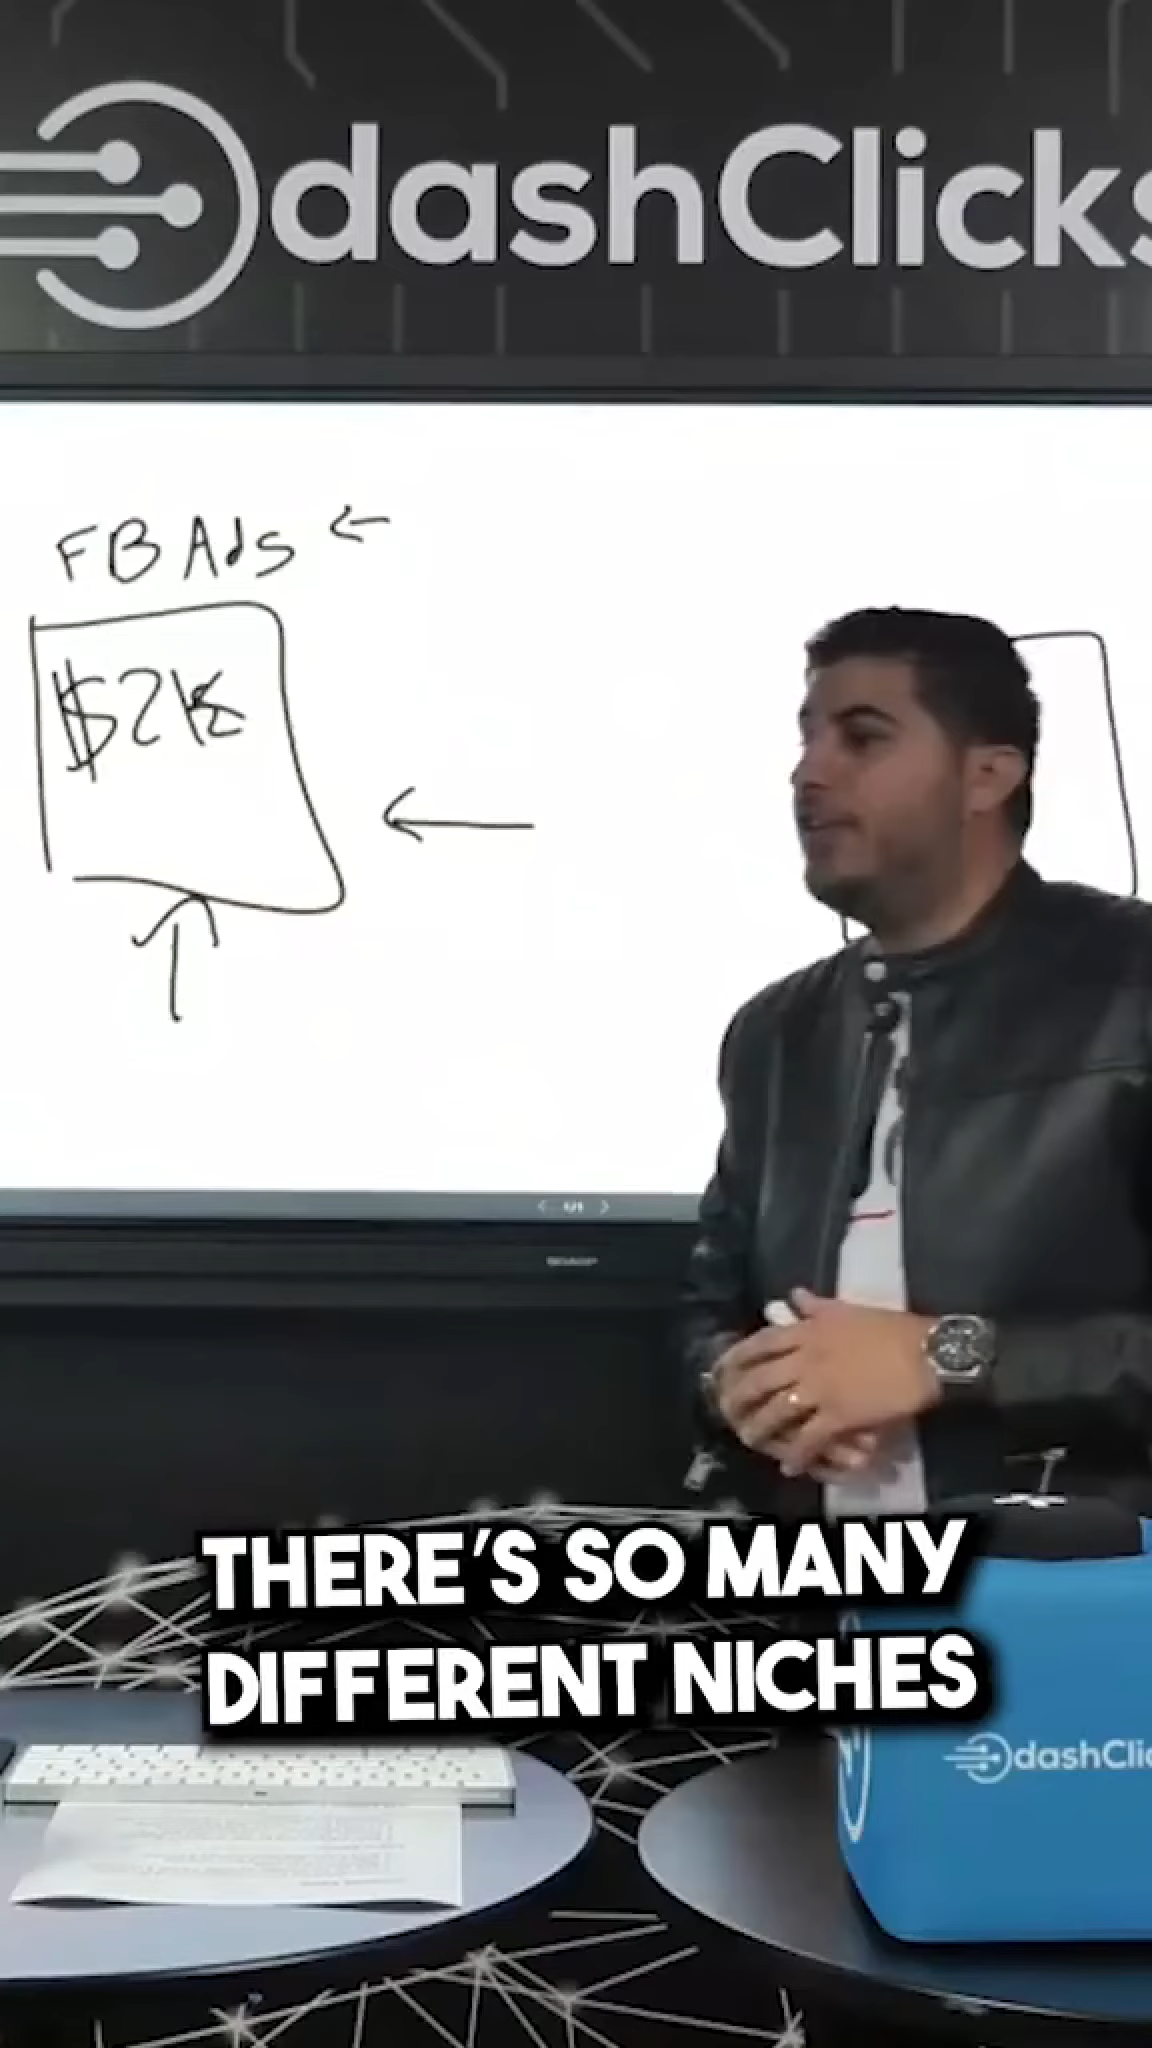 dashClicks
FB Ads ←
$2k
←
THERE'S SO MANY
DIFFERENT NICHES
dashClic